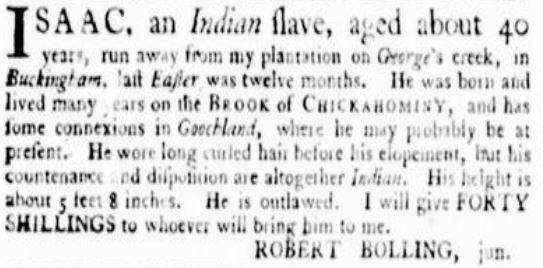 ISAAC, an Indian ſlave, aged about 40
years, run away from my plantation on George's creek, in
Buckingham, laſt Eaſter was twelve months. He was born and
lived many years on the BROOK of CHICKAHOMINY, and has
ſome connexions in Goochland, where he may probably be at
preſent. He wore long curled hair before his elopement, but his
countenance and diſpoſition are altogether Indian. His height is
about 5 feet 8 inches. He is outlawed. I will give FORTY
SHILLINGS to whoever will bring him to me.
ROBERT BOLLING, jun.